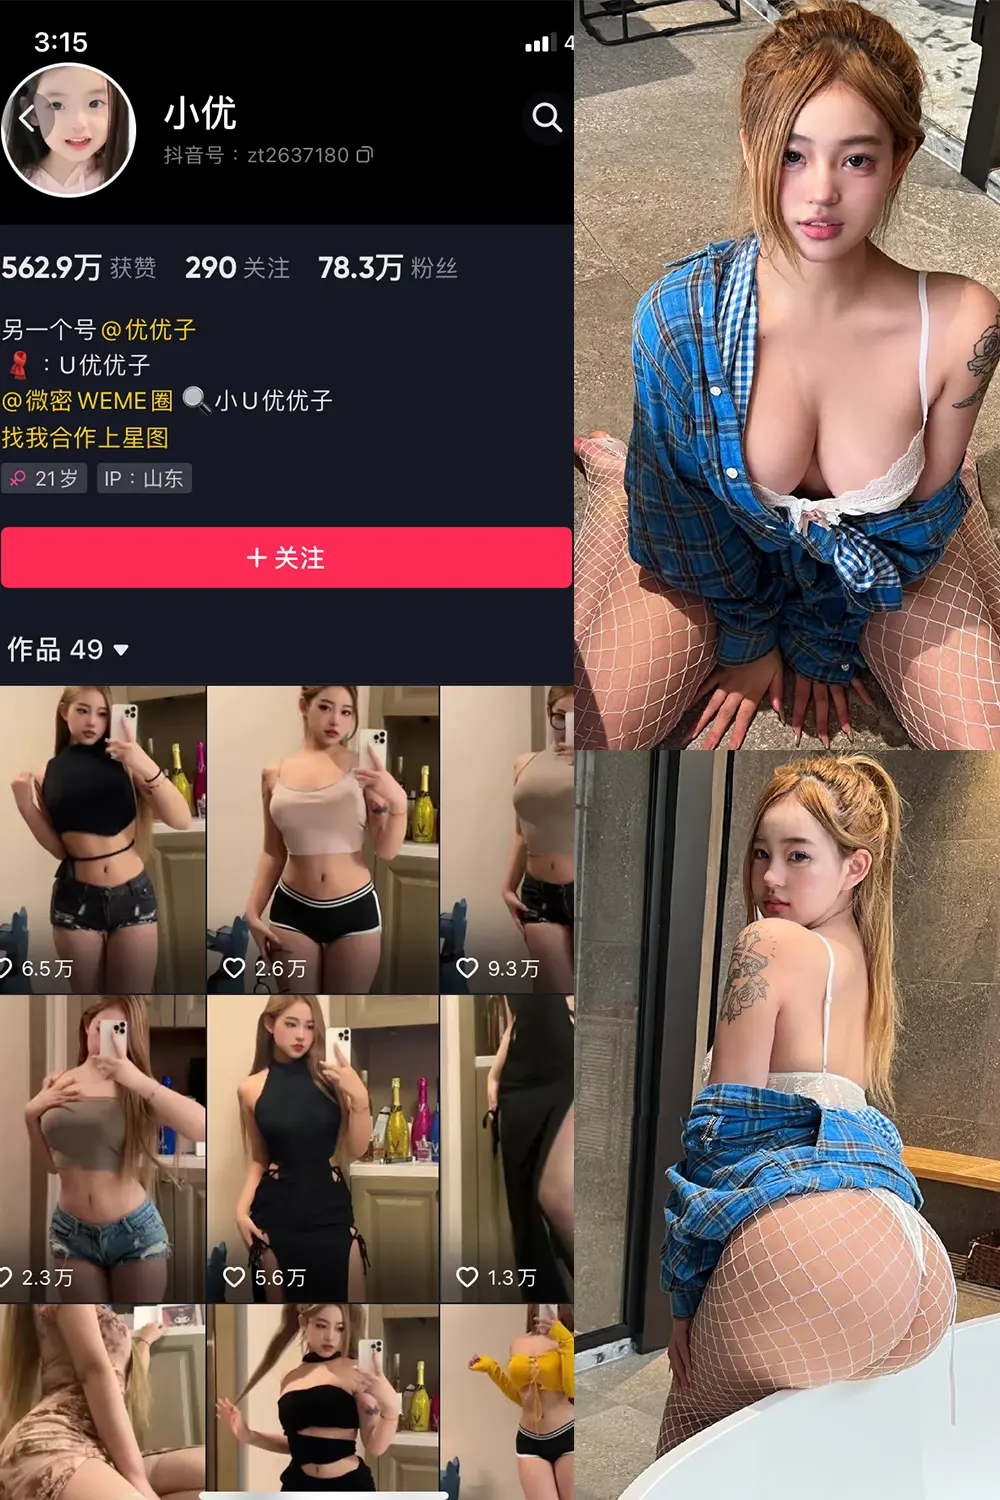 3:15
4
小优
抖音号：zt2637180
562.9万 获赞 290 关注 78.3万 粉丝
另一个号@优优子
：U优优子
@微密WEME圈 小U优优子
找我合作上星图
21岁 IP：山东
+ 关注
作品 49
6.5万 2.6万 9.3万
2.3万 5.6万 1.3万